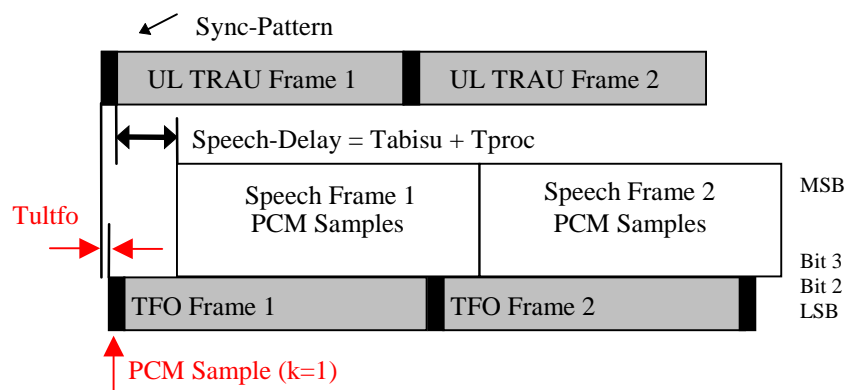 Sync-Pattern
UL TRAU Frame 1
UL TRAU Frame 2
Speech-Delay = Tabisu + Tproc
Speech Frame 1
PCM Samples
Speech Frame 2
PCM Samples
MSB
Tultfo
Bit 3
Bit 2
LSB
TFO Frame 1
TFO Frame 2
PCM Sample (k=1)